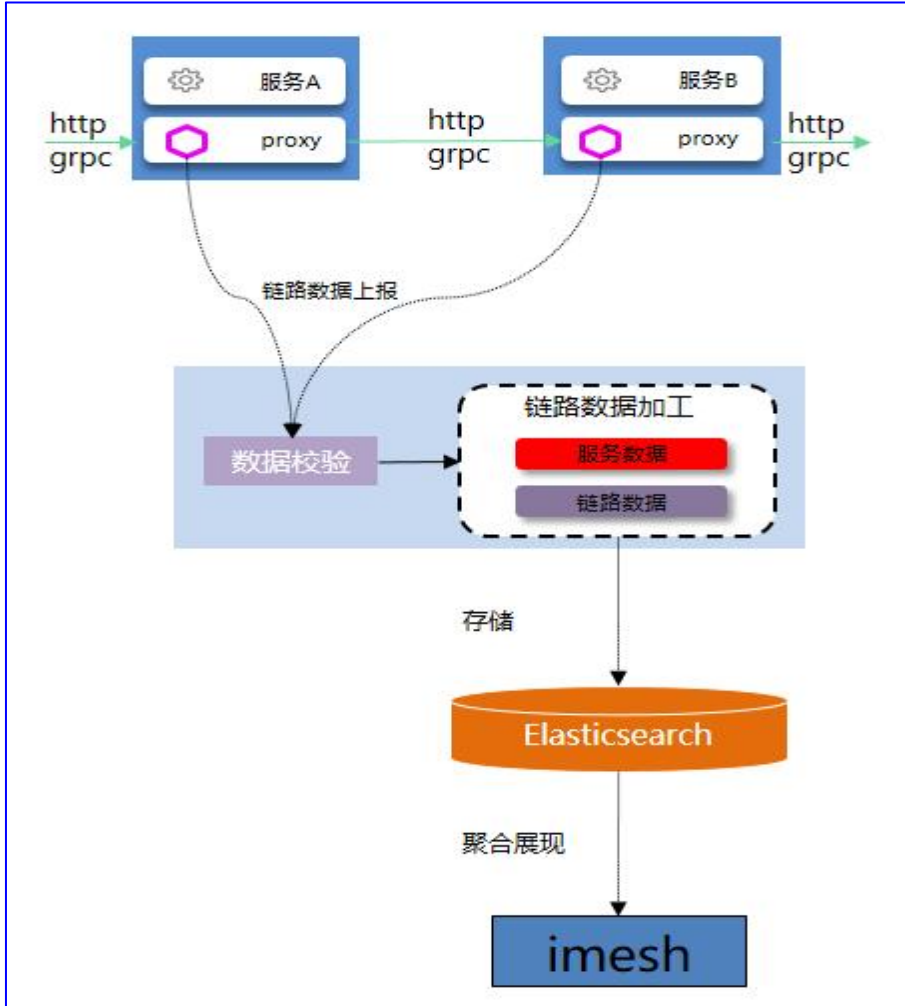 服务A
服务B
http
grpc
proxy
http
grpc
proxy
http
grpc
链路数据上报
链路数据加工
数据校验
服务数据
链路数据
存储
Elasticsearch
聚合展现
imesh